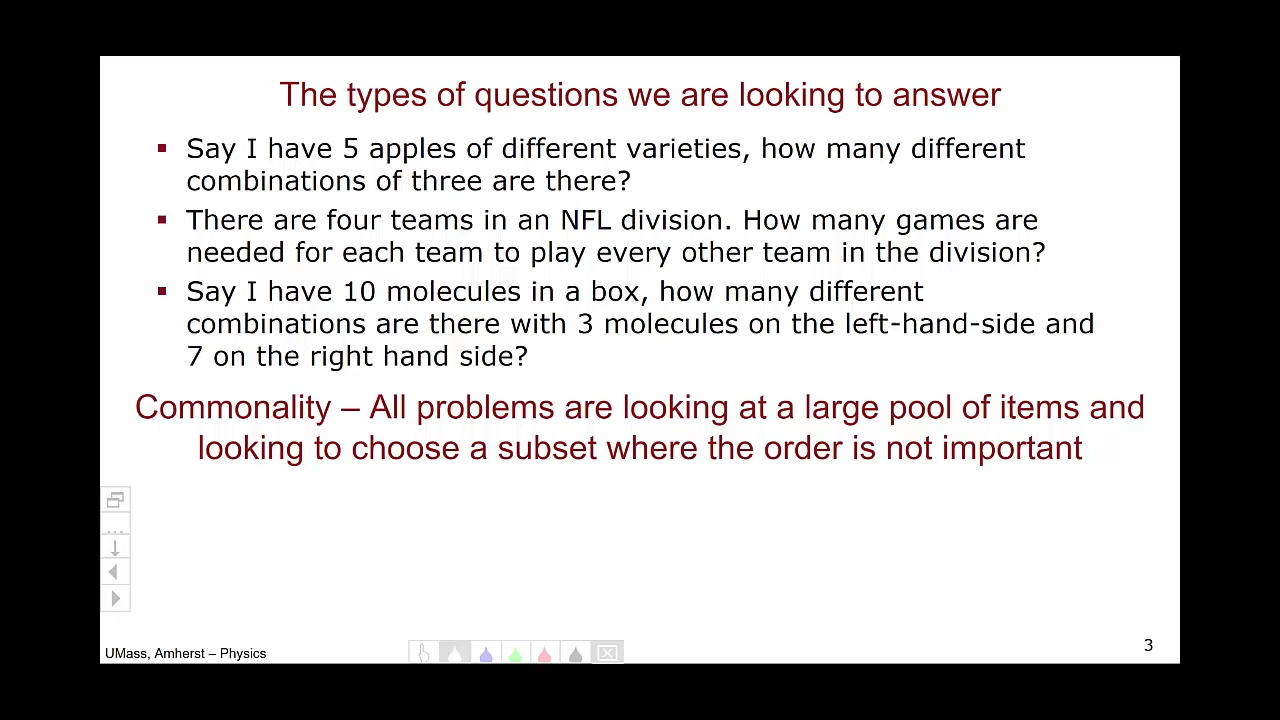 The types of questions we are looking to answer
▪ Say I have 5 apples of different varieties, how many different
combinations of three are there?
▪ There are four teams in an NFL division. How many games are
needed for each team to play every other team in the division?
▪ Say I have 10 molecules in a box, how many different
combinations are there with 3 molecules on the left-hand-side and
7 on the right hand side?
Commonality – All problems are looking at a large pool of items and
looking to choose a subset where the order is not important
UMass, Amherst – Physics
3